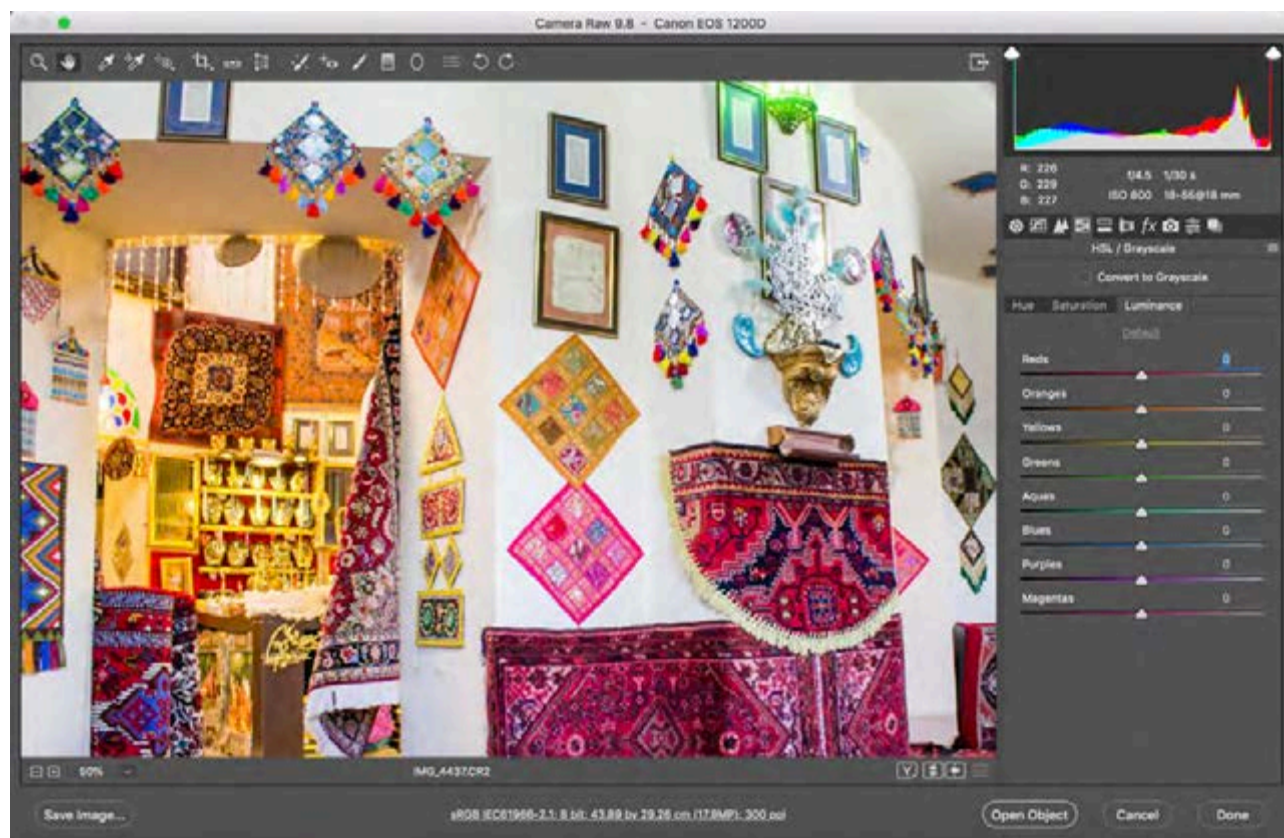 Camera Raw 9.8 - Canon EOS 1200D
R: 226
G: 229
B: 227
f/4.5 1/30 s
ISO 800 18-55@18 mm
fx
HSL / Grayscale
Convert to Grayscale
Hue Saturation Luminance
Default
Reds 0
Oranges 0
Yellows 0
Greens 0
Aquas 0
Blues 0
Purples 0
Magentas 0
50% IMG_4437.CR2 Y
Save Image... sRGB IEC61966-2.1; 8 bit; 43.89 by 29.26 cm (17.9MP); 300 ppi Open Object Cancel Done